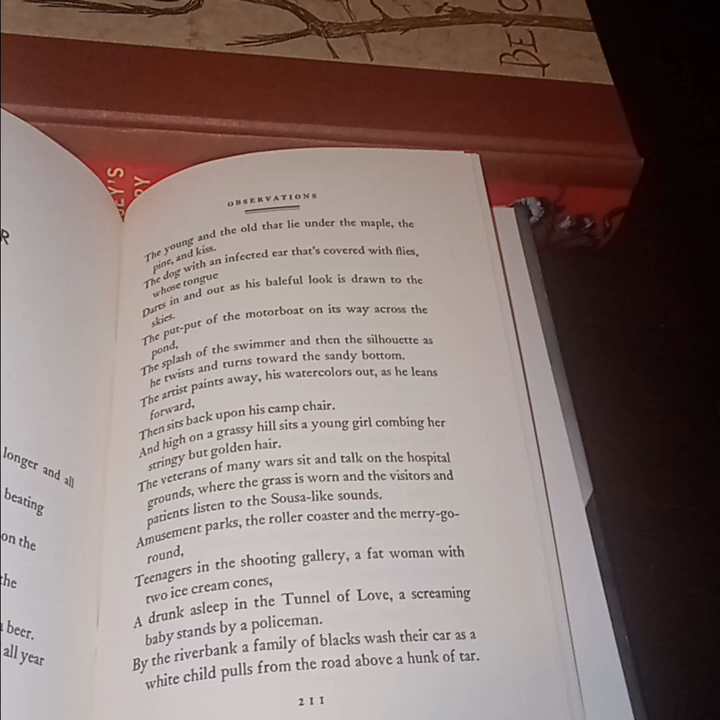 BEYO
EY'S
RY
R
longer and all
beating
on the
the
beer.
all year
OBSERVATIONS
The young and the old that lie under the maple, the
pine, and kiss.
The dog with an infected ear that's covered with flies,
whose tongue
Darts in and out as his baleful look is drawn to the
skies.
The put-put of the motorboat on its way across the
pond,
The splash of the swimmer and then the silhouette as
he twists and turns toward the sandy bottom.
The artist paints away, his watercolors out, as he leans
forward,
Then sits back upon his camp chair.
And high on a grassy hill sits a young girl combing her
stringy but golden hair.
The veterans of many wars sit and talk on the hospital
grounds, where the grass is worn and the visitors and
patients listen to the Sousa-like sounds.
Amusement parks, the roller coaster and the merry-go-
round,
Teenagers in the shooting gallery, a fat woman with
two ice cream cones,
A drunk asleep in the Tunnel of Love, a screaming
baby stands by a policeman.
By the riverbank a family of blacks wash their car as a
white child pulls from the road above a hunk of tar.
211